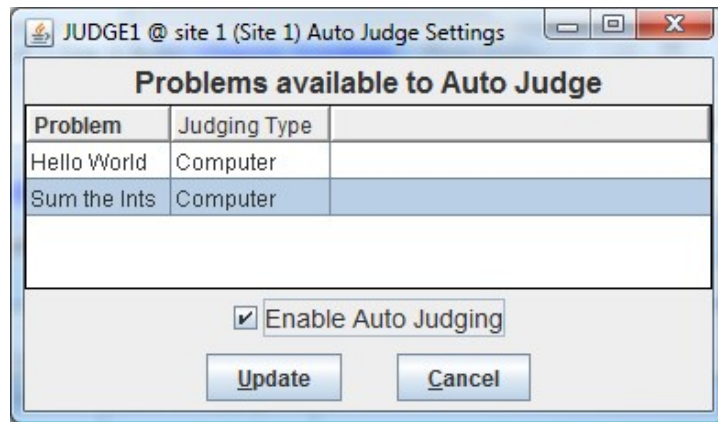 JUDGE1 @ site 1 (Site 1) Auto Judge Settings
Problems available to Auto Judge
Problem Judging Type
Hello World Computer
Sum the Ints Computer
Enable Auto Judging
Update Cancel